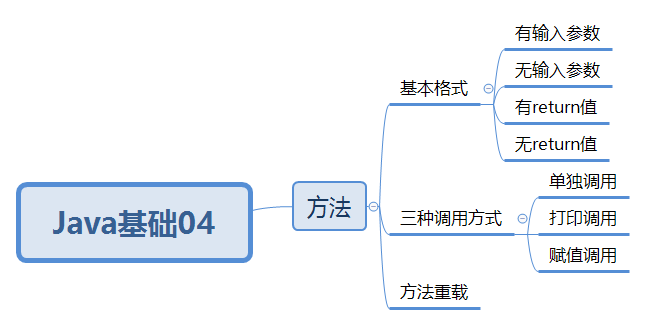 Java基础04
方法
基本格式
有输入参数
无输入参数
有return值
无return值
三种调用方式
单独调用
打印调用
赋值调用
方法重载